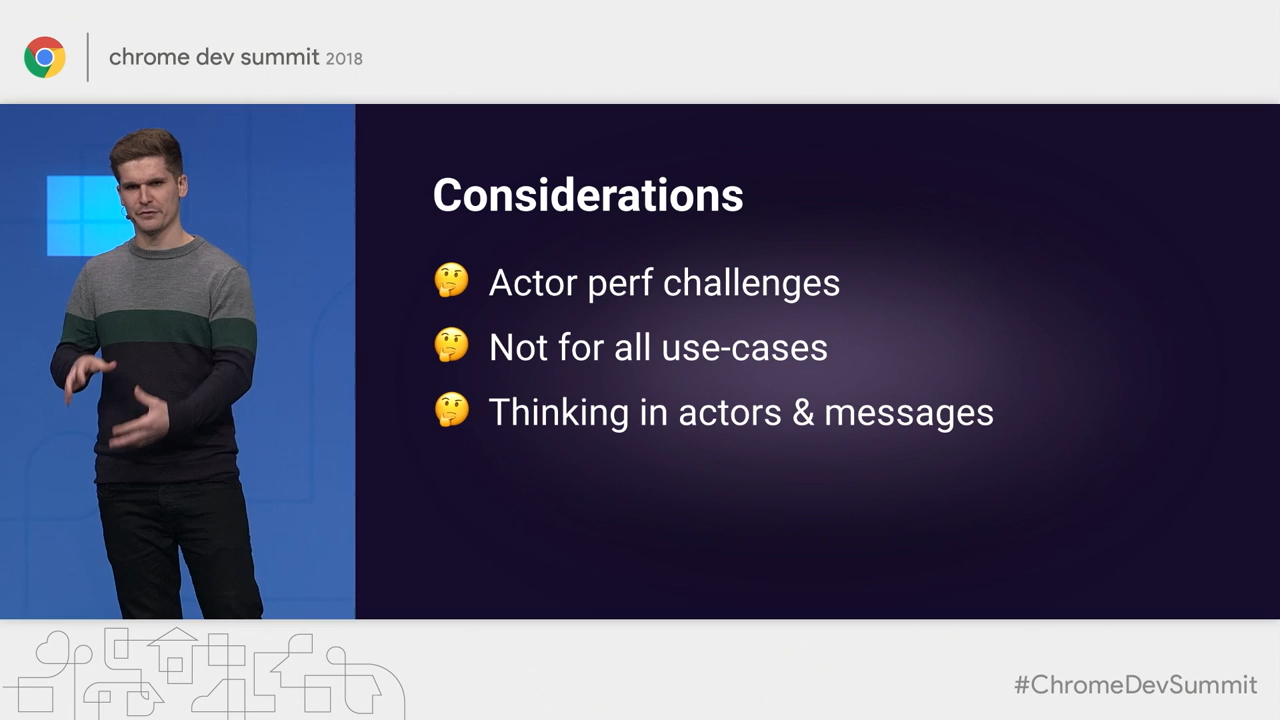 chrome dev summit 2018
Considerations
🤔 Actor perf challenges
🤔 Not for all use-cases
🤔 Thinking in actors & messages
#ChromeDevSummit